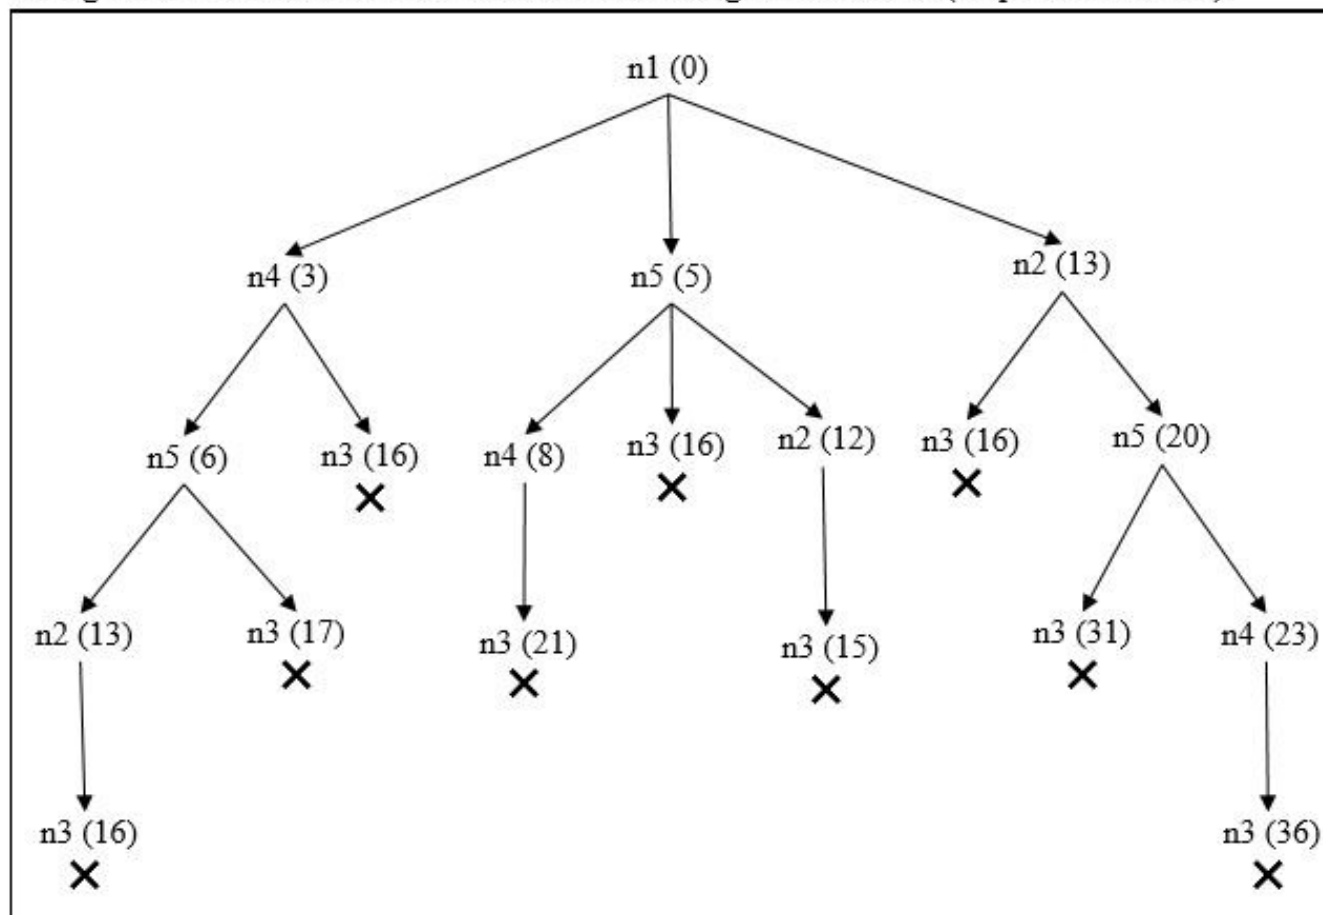 n1 (0)
n4 (3) n5 (5) n2 (13)
n5 (6) n3 (16) n4 (8) n3 (16) n2 (12) n3 (16) n5 (20)
n2 (13) n3 (17) n3 (21) n3 (15) n3 (31) n4 (23)
n3 (16) n3 (36)